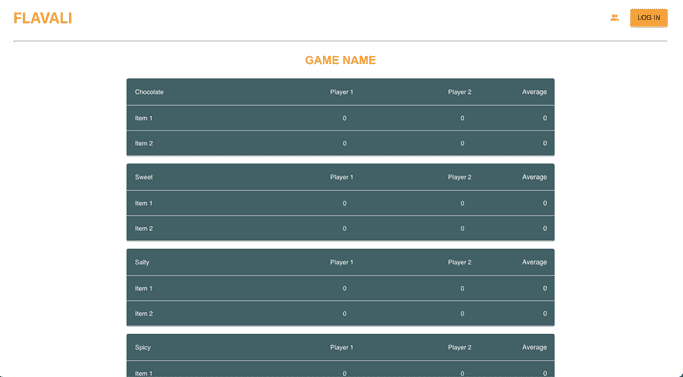 FLAVALI LOG IN
GAME NAME
Chocolate Player 1 Player 2 Average
Item 1 0 0 0
Item 2 0 0 0
Sweet Player 1 Player 2 Average
Item 1 0 0 0
Item 2 0 0 0
Salty Player 1 Player 2 Average
Item 1 0 0 0
Item 2 0 0 0
Spicy Player 1 Player 2 Average
Item 1 0 0 0